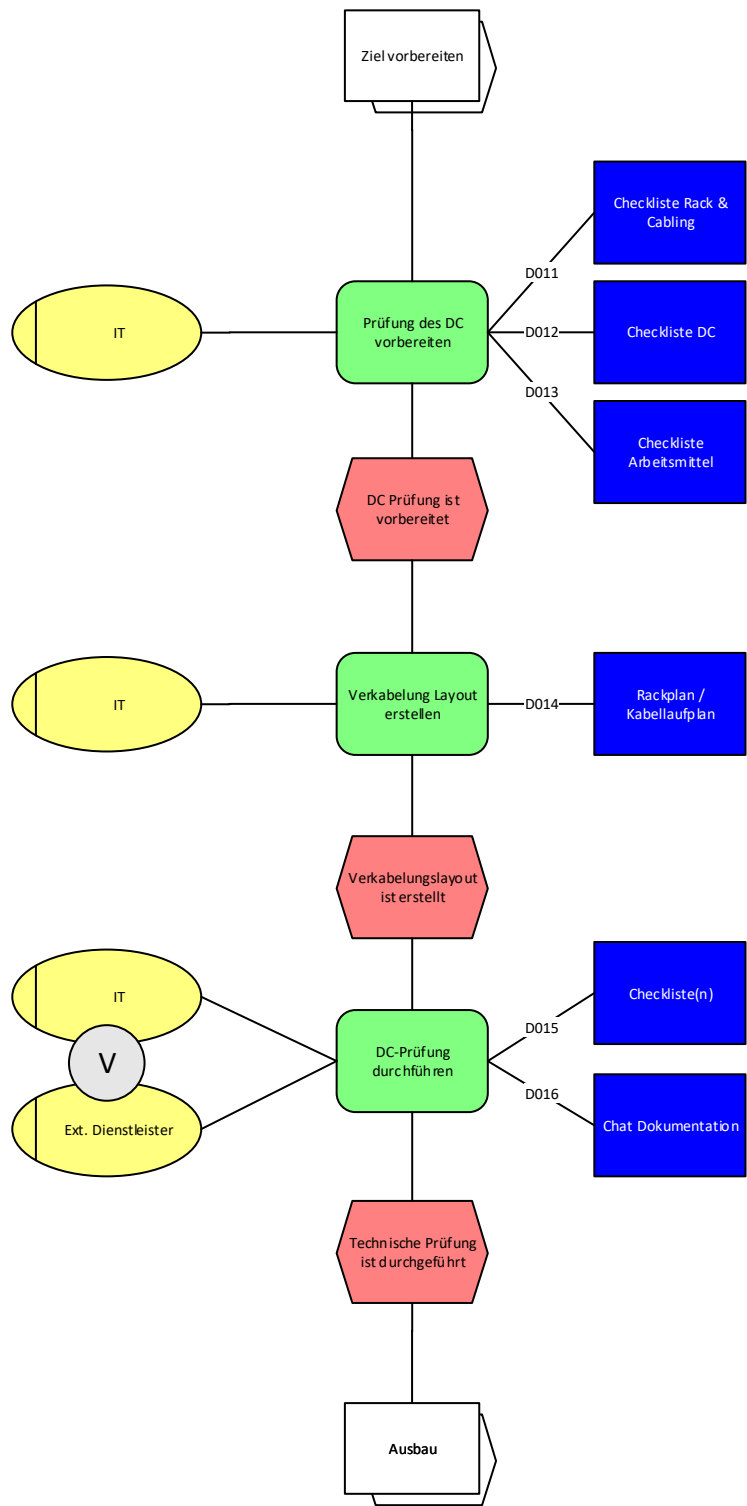 Ziel vorbereiten
Checkliste Rack &
Cabling
D011
IT
Prüfung des DC
vorbereiten
D012
Checkliste DC
D013
Checkliste
Arbeitsmittel
DC Prüfung ist
vorbereitet
IT
Verkabelung Layout
erstellen
D014
Rackplan /
Kabellaufplan
Verkabelungslayout
ist erstellt
IT
Checkliste(n)
D015
V
DC-Prüfung
durchführen
D016
Ext. Dienstleister
Chat Dokumentation
Technische Prüfung
ist durchgeführt
Ausbau